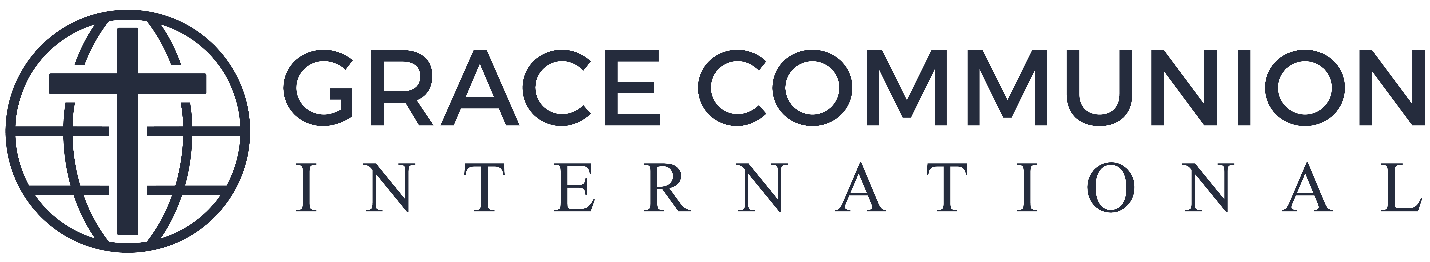 GRACE COMMUNION
INTERNATIONAL